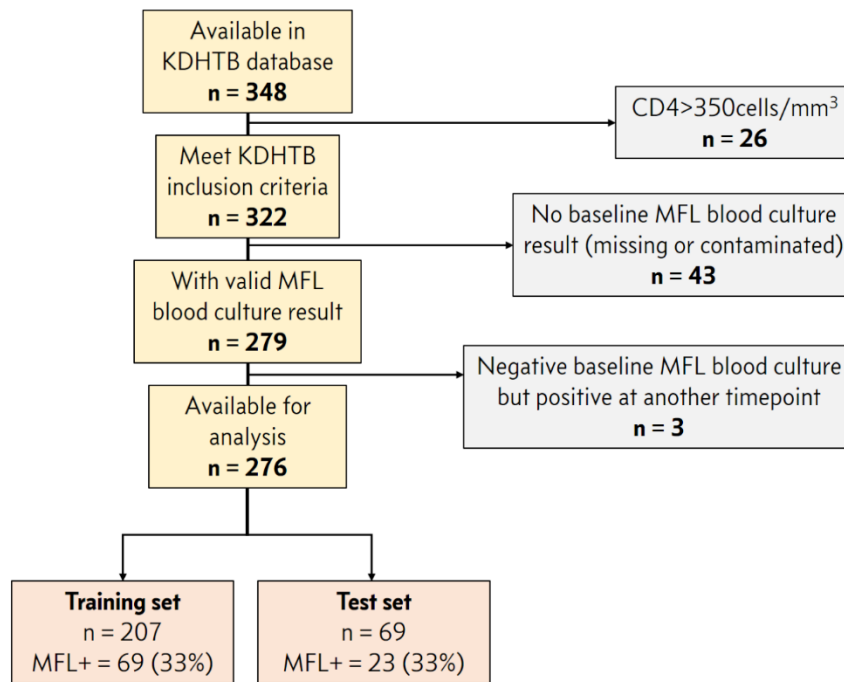 Available in
KDHTB database
n = 348
CD4>350cells/mm³
n = 26
Meet KDHTB
inclusion criteria
n = 322
No baseline MFL blood culture
result (missing or contaminated)
n = 43
With valid MFL
blood culture result
n = 279
Negative baseline MFL blood culture
but positive at another timepoint
n = 3
Available for
analysis
n = 276
Training set
n = 207
MFL+ = 69 (33%)
Test set
n = 69
MFL+ = 23 (33%)